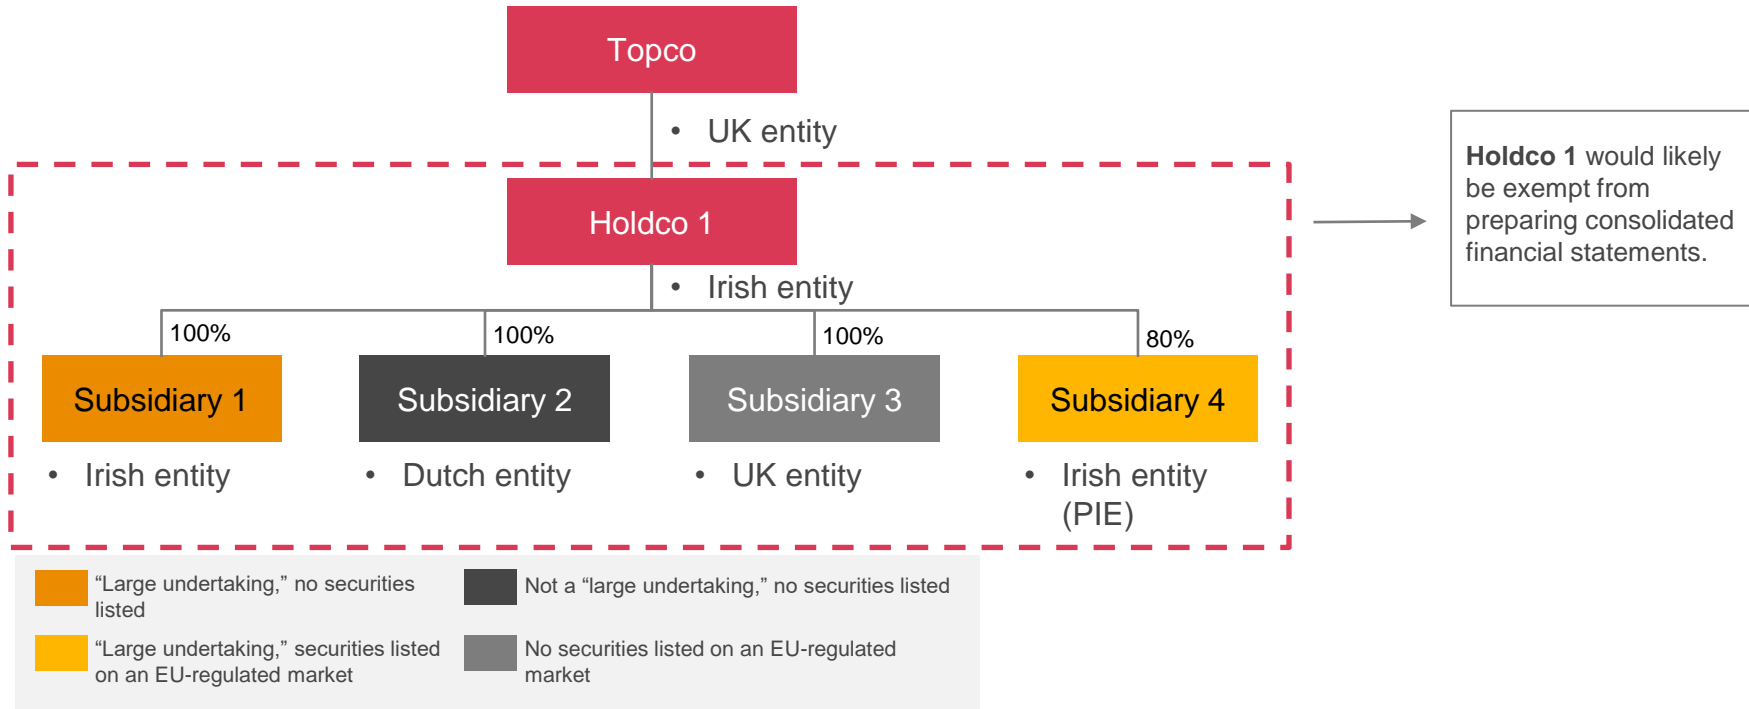 Topco
• UK entity
Holdco 1
• Irish entity
100%
100%
100%
80%
Subsidiary 1
Subsidiary 2
Subsidiary 3
Subsidiary 4
• Irish entity
• Dutch entity
• UK entity
• Irish entity
(PIE)
Holdco 1 would likely
be exempt from
preparing consolidated
financial statements.
“Large undertaking,” no securities
listed
Not a “large undertaking,” no securities listed
“Large undertaking,” securities listed
on an EU-regulated market
No securities listed on an EU-regulated
market